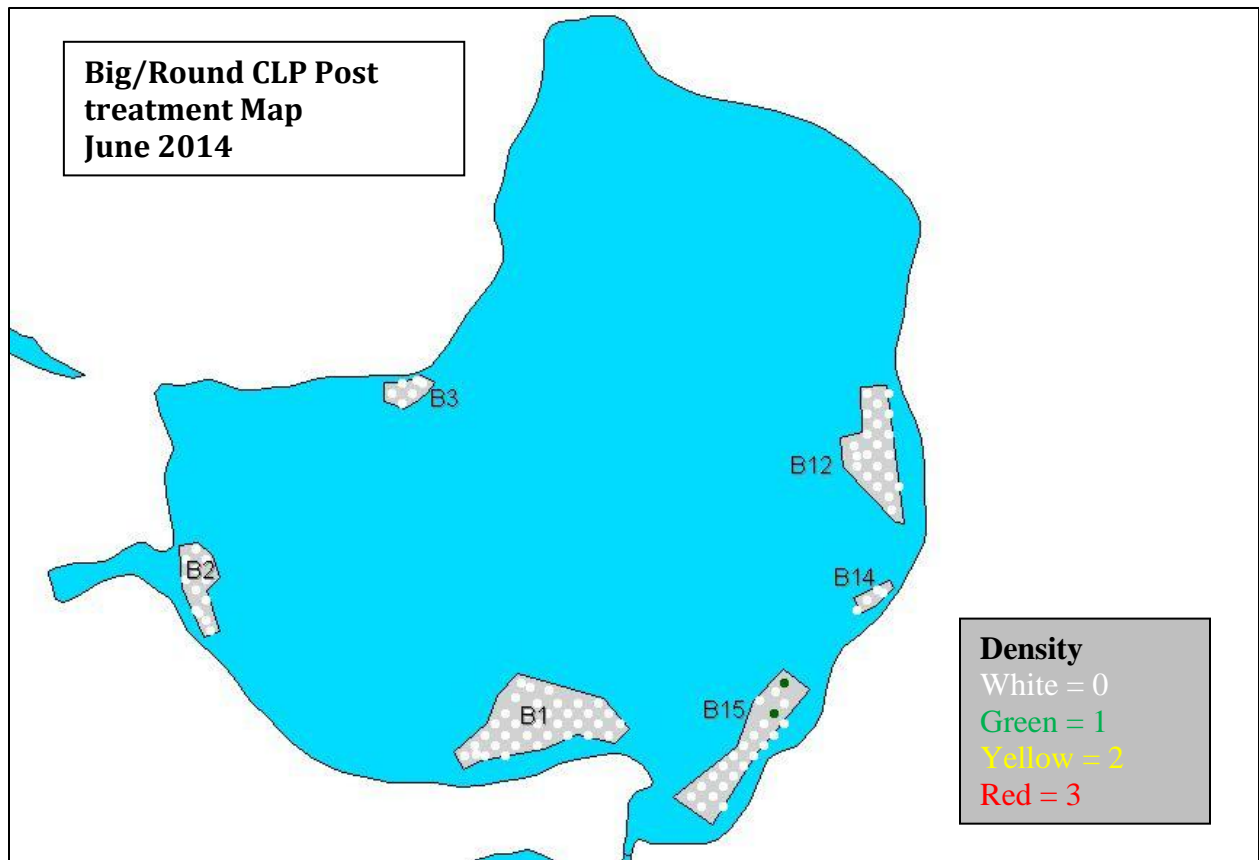 Big/Round CLP Post
treatment Map
June 2014
B3
B12
B2
B14
B1
B15
Density
White = 0
Green = 1
Yellow = 2
Red = 3